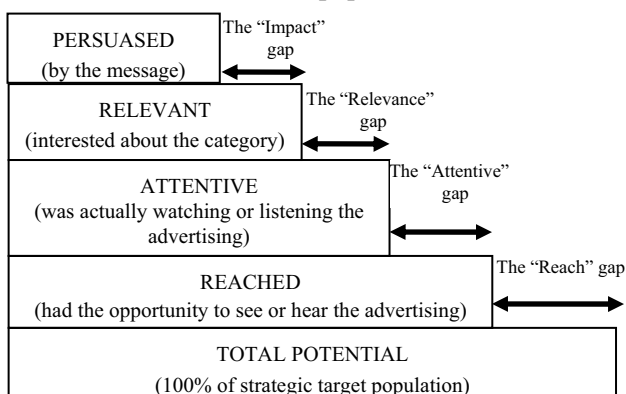 PERSUASED
(by the message)
The “Impact”
gap
RELEVANT
(interested about the category)
The “Relevance”
gap
ATTENTIVE
(was actually watching or listening the
advertising)
The “Attentive”
gap
REACHED
(had the opportunity to see or hear the advertising)
The “Reach” gap
TOTAL POTENTIAL
(100% of strategic target population)